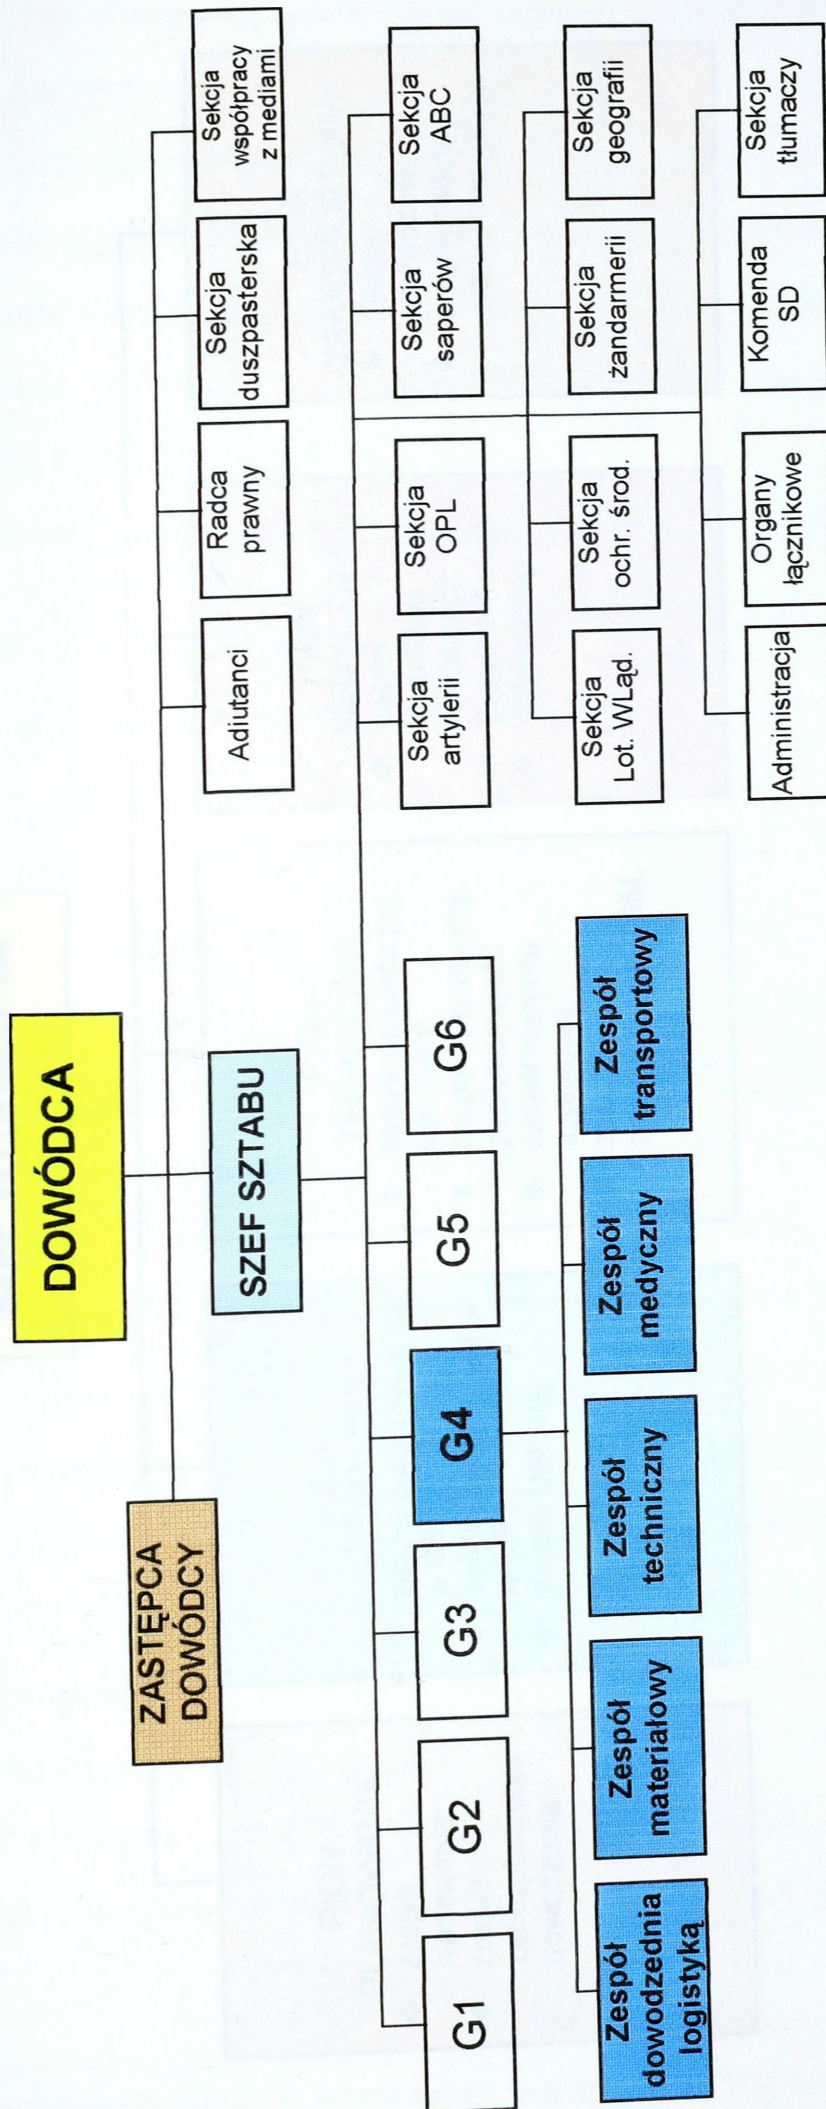 DOWÓDCA
ZASTĘPCA
DOWÓDCY
SZEF SZTABU
Adiutanci
Radca
prawny
Sekcja
duszpasterska
Sekcja
współpracy
z mediami
G1
G2
G3
G4
G5
G6
Sekcja
artylerii
Sekcja
OPL
Sekcja
saperów
Sekcja
ABC
Sekcja
Lot. WLąd.
Sekcja
ochr. środ.
Sekcja
żandarmerii
Sekcja
geografii
Administracja
Organy
łącznikowe
Komenda
SD
Sekcja
tłumaczy
Zespół
dowodzednia
logistyką
Zespół
materiałowy
Zespół
techniczny
Zespół
medyczny
Zespół
transportowy